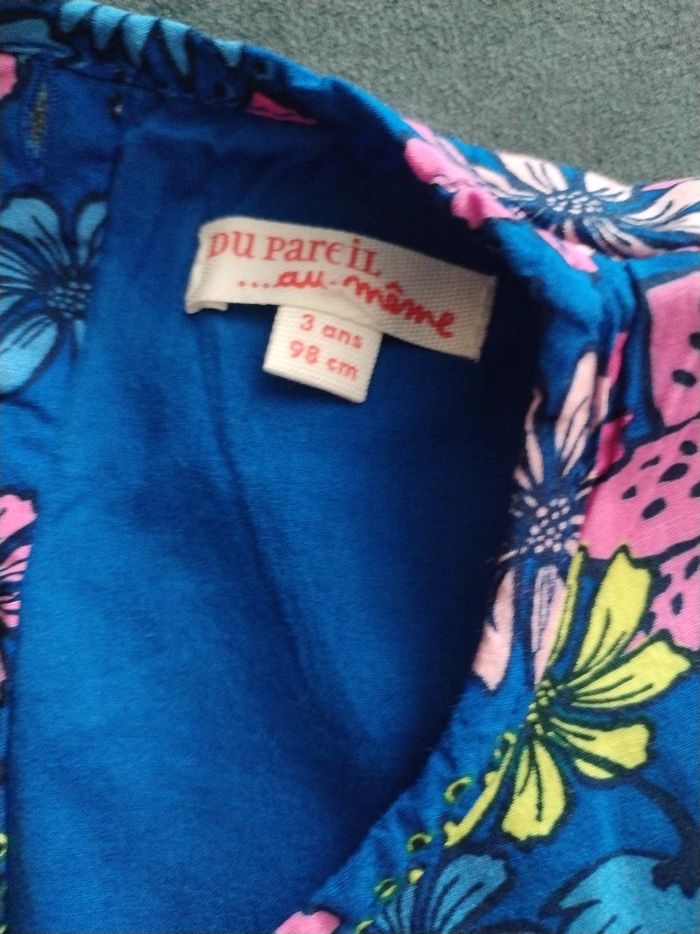 DU PAREIL
....au-même
3 ans
98 cm